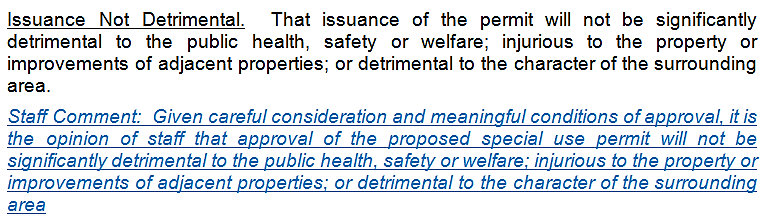 Issuance Not Detrimental. That issuance of the permit will not be significantly
detrimental to the public health, safety or welfare; injurious to the property or
improvements of adjacent properties; or detrimental to the character of the surrounding
area.
Staff Comment: Given careful consideration and meaningful conditions of approval, it is
the opinion of staff that approval of the proposed special use permit will not be
significantly detrimental to the public health, safety or welfare; injurious to the property or
improvements of adjacent properties; or detrimental to the character of the surrounding
area